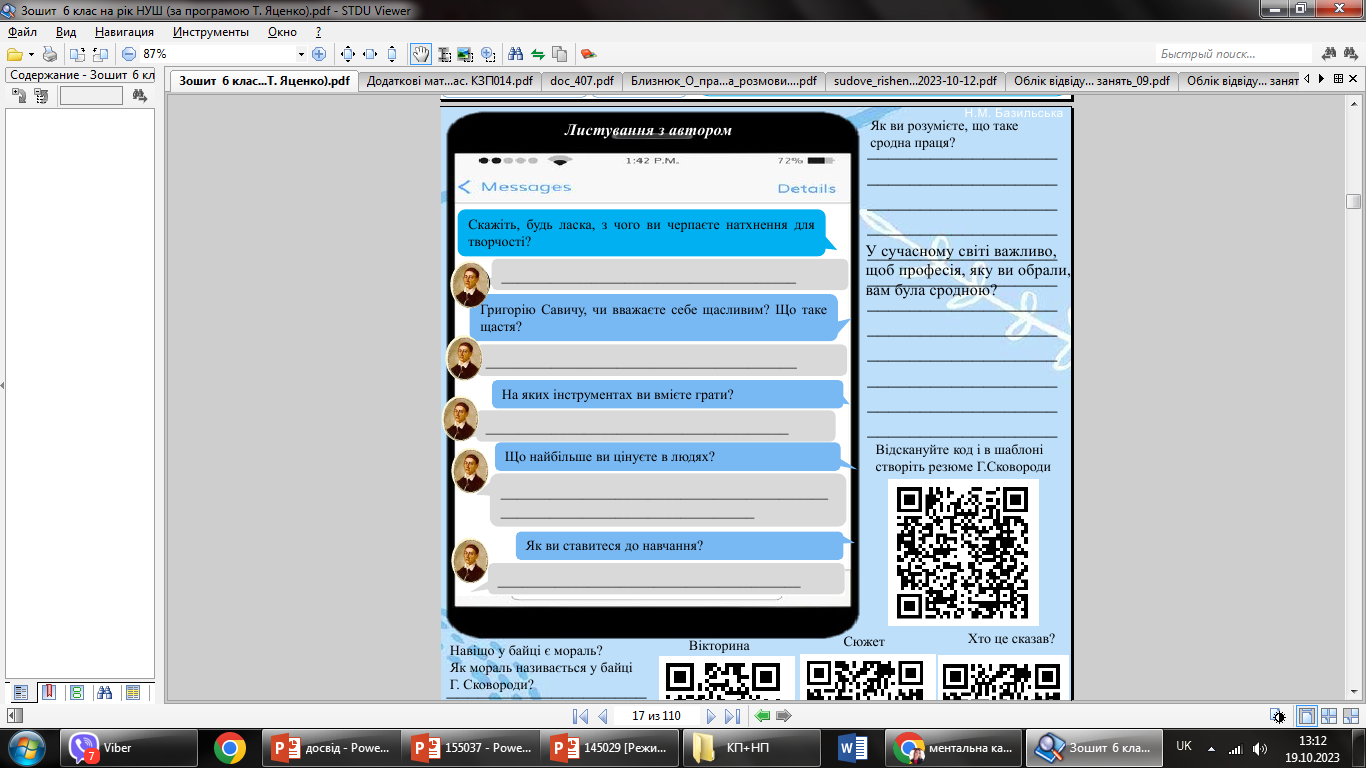 Зошит 6 клас на рік НУШ (за програмою Т. Яценко).pdf - STDU Viewer
Файл Вид Навигация Инструменты Окно ?
87%
Быстрый поиск...
Содержание - Зошит 6 кл
Зошит 6 клас...Т. Яценко).pdf
Додаткові мат...ас. КЗП014.pdf
doc_407.pdf
Близнюк_О_пра...а_розмови....pdf
sudove_rishen...2023-10-12.pdf
Облік відвіду... занять_09.pdf
Облік відвіду... занят
Н.М. Базильська
Листування з автором
1:42 P.M. 72%
Messages Details
Скажіть, будь ласка, з чого ви черпаєте натхнення для
творчості?
Григорію Савичу, чи вважаєте себе щасливим? Що таке
щастя?
На яких інструментах ви вмієте грати?
Що найбільше ви цінуєте в людях?
Як ви ставитеся до навчання?
Як ви розумієте, що таке
сродна праця?
У сучасному світі важливо,
щоб професія, яку ви обрали,
вам була сродною?
Відскануйте код і в шаблоні
створіть резюме Г.Сковороди
Навіщо у байці є мораль?
Як мораль називається у байці
Г. Сковороди?
Вікторина
Сюжет
Хто це сказав?
17 из 110
Viber
7
досвід - Powe...
155037 - Powe...
145029 [Режи...
КП+НП
ментальна ка...
Зошит 6 кла...
UK
13:12
19.10.2023